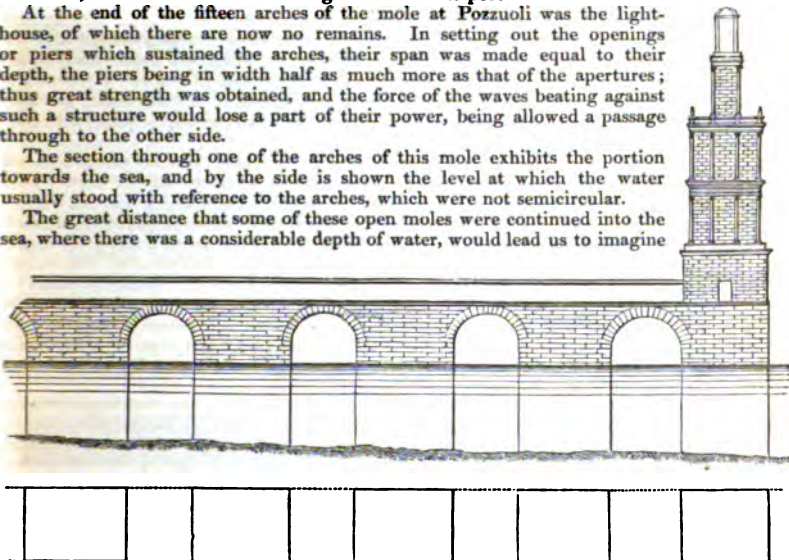 At the end of the fifteen arches of the mole at Pozzuoli was the light-
house, of which there are now no remains. In setting out the openings
or piers which sustained the arches, their span was made equal to their
depth, the piers being in width half as much more as that of the apertures;
thus great strength was obtained, and the force of the waves beating against
such a structure would lose a part of their power, being allowed a passage
through to the other side.
The section through one of the arches of this mole exhibits the portion
towards the sea, and by the side is shown the level at which the water
usually stood with reference to the arches, which were not semicircular.
The great distance that some of these open moles were continued into the
sea, where there was a considerable depth of water, would lead us to imagine